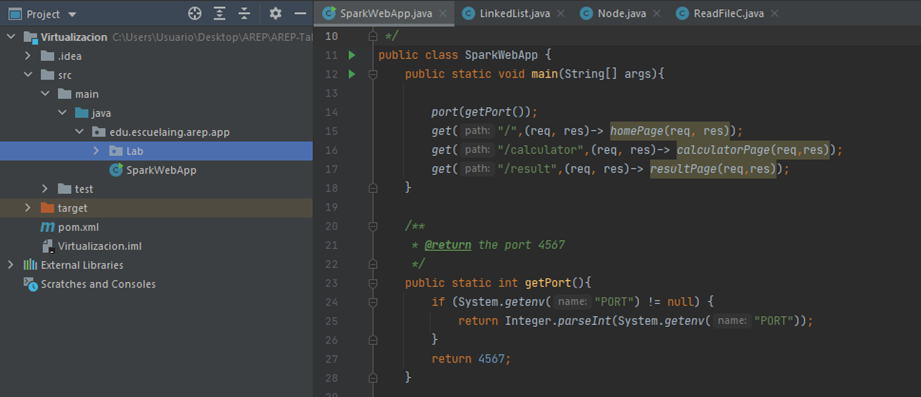 Project
Virtualizacion C:\Users\Usuario\Desktop\AREP\AREP-Tal
.idea
src
main
java
edu.escuelaing.arep.app
Lab
SparkWebApp
test
target
pom.xml
Virtualizacion.iml
External Libraries
Scratches and Consoles
SparkWebApp.java LinkedList.java Node.java ReadFileC.java
10 */
11 public class SparkWebApp {
12 public static void main(String[] args){
13
14 port(getPort());
15 get( path: "/",(req, res)-> homePage(req, res));
16 get( path: "/calculator",(req, res)-> calculatorPage(req,res));
17 get( path: "/result",(req, res)-> resultPage(req,res));
18 }
19
20 /**
21 * @return the port 4567
22 */
23 public static int getPort(){
24 if (System.getenv( name: "PORT") != null) {
25 return Integer.parseInt(System.getenv( name: "PORT"));
26 }
27 return 4567;
28 }